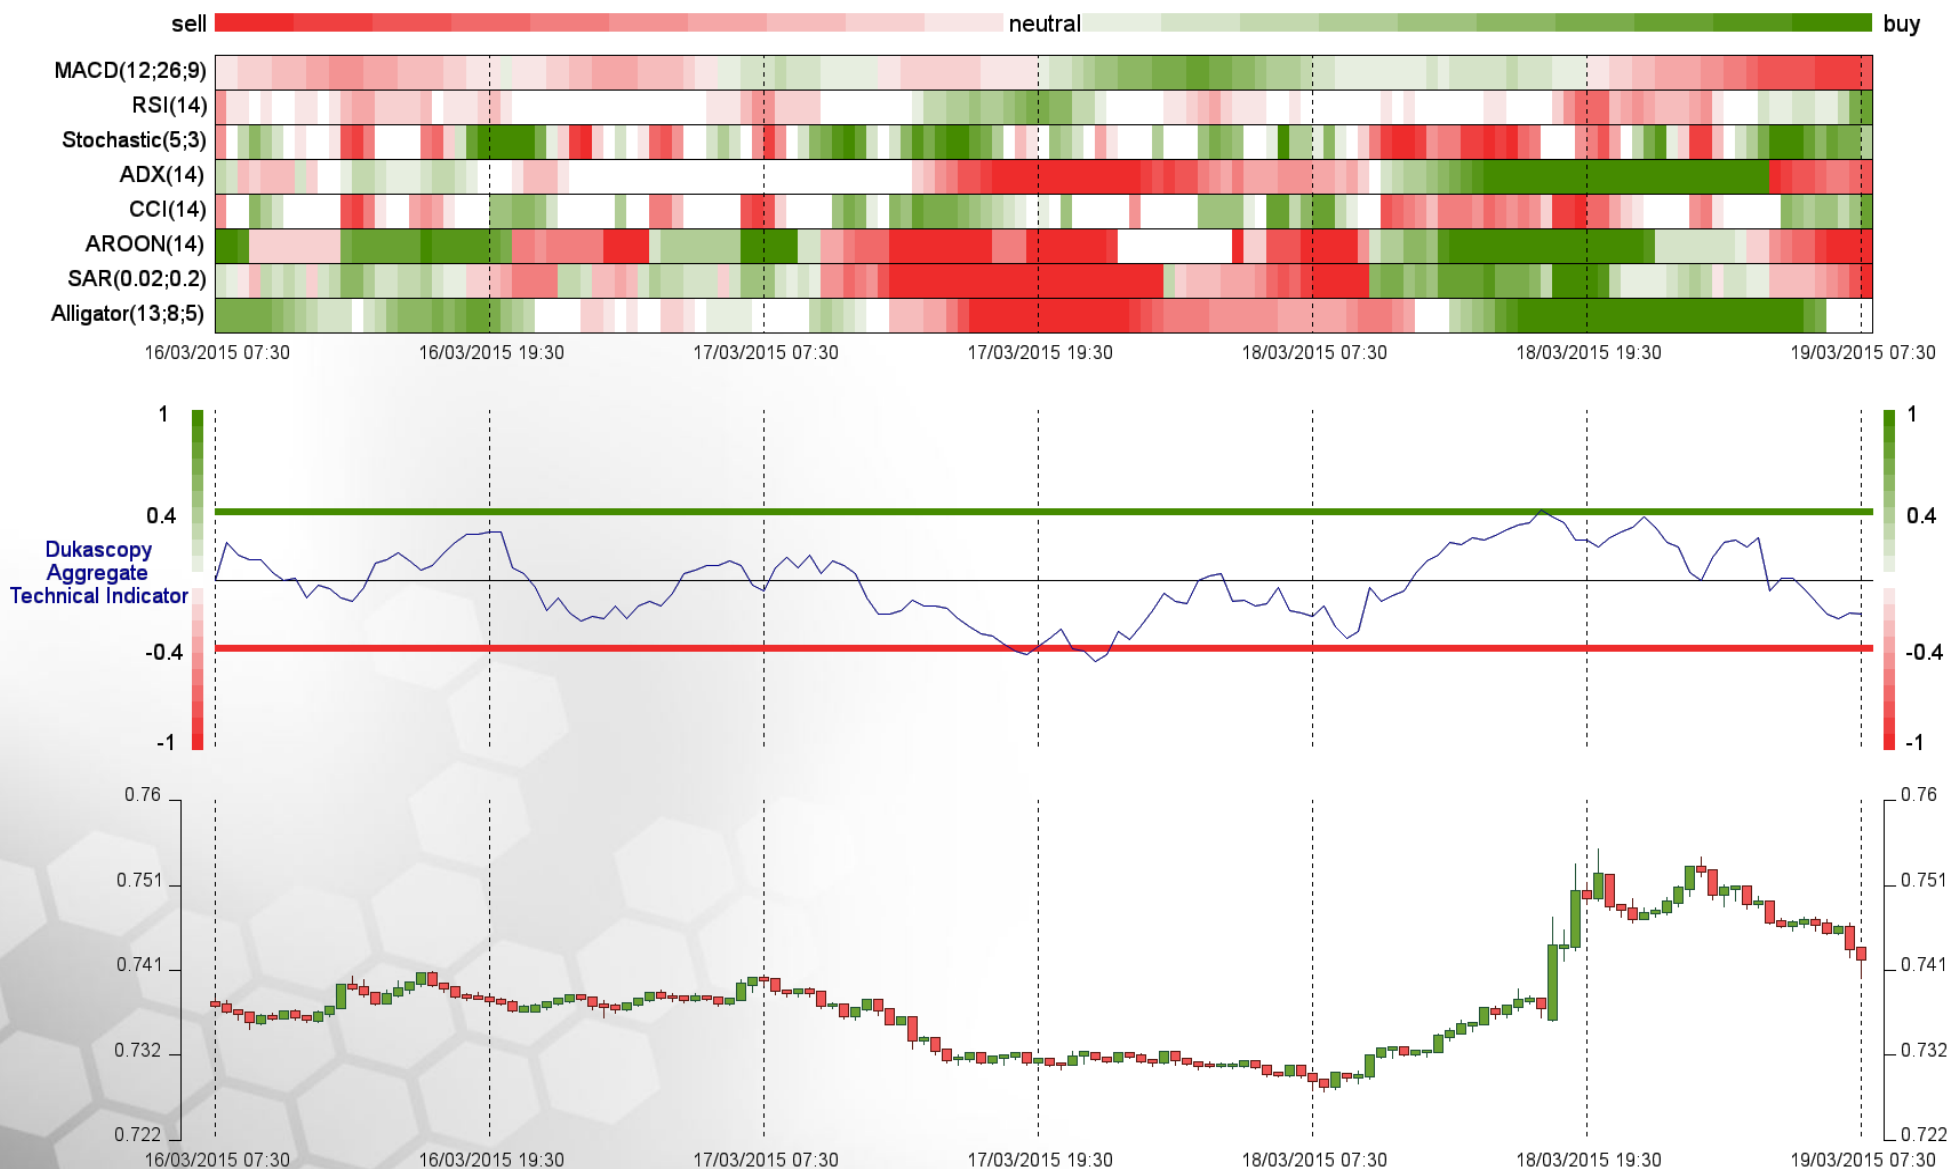 sell neutral buy
MACD(12;26;9)
RSI(14)
Stochastic(5;3)
ADX(14)
CCI(14)
AROON(14)
SAR(0.02;0.2)
Alligator(13;8;5)
16/03/2015 07:30 16/03/2015 19:30 17/03/2015 07:30 17/03/2015 19:30 18/03/2015 07:30 18/03/2015 19:30 19/03/2015 07:30
1 1
0.4 0.4
Dukascopy
Aggregate
Technical Indicator
-0.4 -0.4
-1 -1
0.76 0.76
0.751 0.751
0.741 0.741
0.732 0.732
0.722 0.722
16/03/2015 07:30 16/03/2015 19:30 17/03/2015 07:30 17/03/2015 19:30 18/03/2015 07:30 18/03/2015 19:30 19/03/2015 07:30